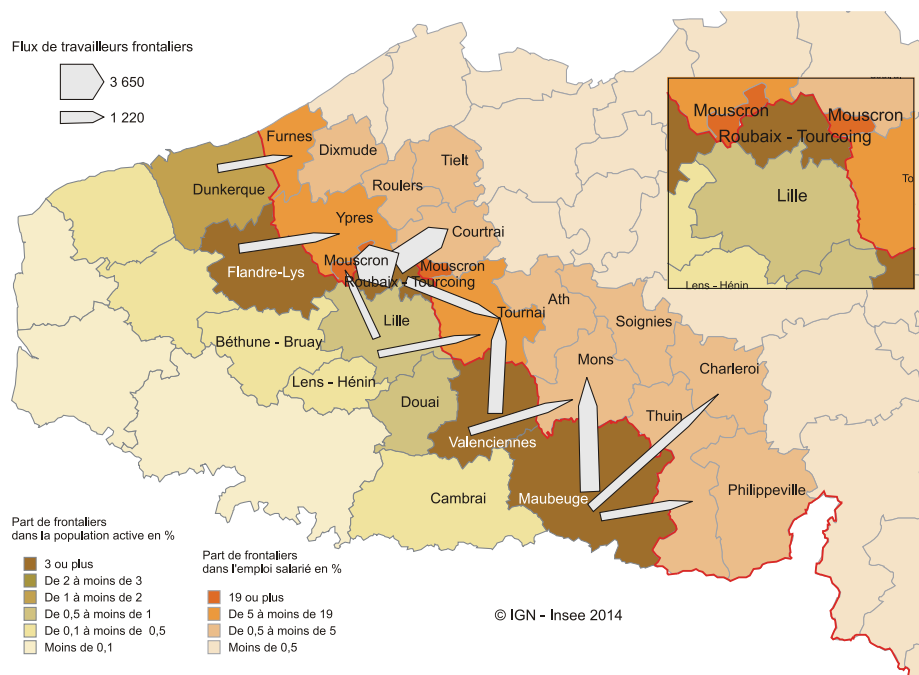 Flux de travailleurs frontaliers
3 650
1 220
Furnes
Dixmude
Tielt
Dunkerque
Roulers
Ypres
Courtrai
Flandre-Lys
Mouscron
Mouscron
Roubaix - Tourcoing
Tournai
Ath
Lille
Soignies
Béthune - Bruay
Mons
Charleroi
Lens - Hénin
Douai
Thuin
Valenciennes
Cambrai
Maubeuge
Philippeville
Mouscron
Mouscron
Roubaix - Tourcoing
To
Lille
Lens - Hénin
Part de frontaliers
dans la population active en %
3 ou plus
De 2 à moins de 3
De 1 à moins de 2
De 0,5 à moins de 1
De 0,1 à moins de 0,5
Moins de 0,1
Part de frontaliers
dans l'emploi salarié en %
19 ou plus
De 5 à moins de 19
De 0,5 à moins de 5
Moins de 0,5
© IGN - Insee 2014